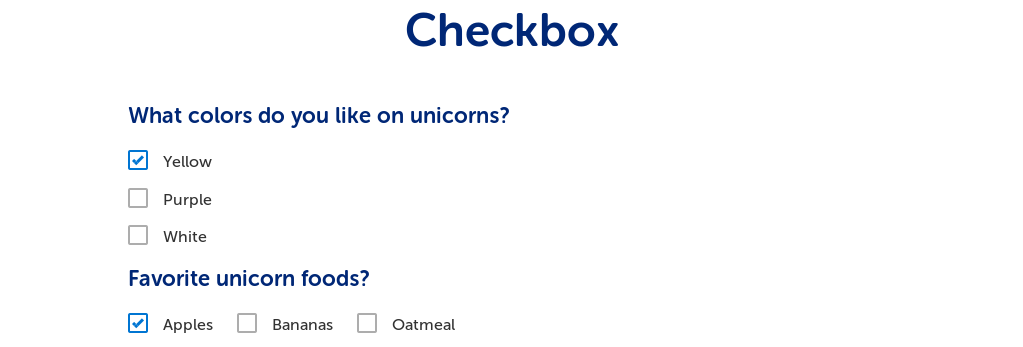 Checkbox
What colors do you like on unicorns?
Yellow
Purple
White
Favorite unicorn foods?
Apples Bananas Oatmeal